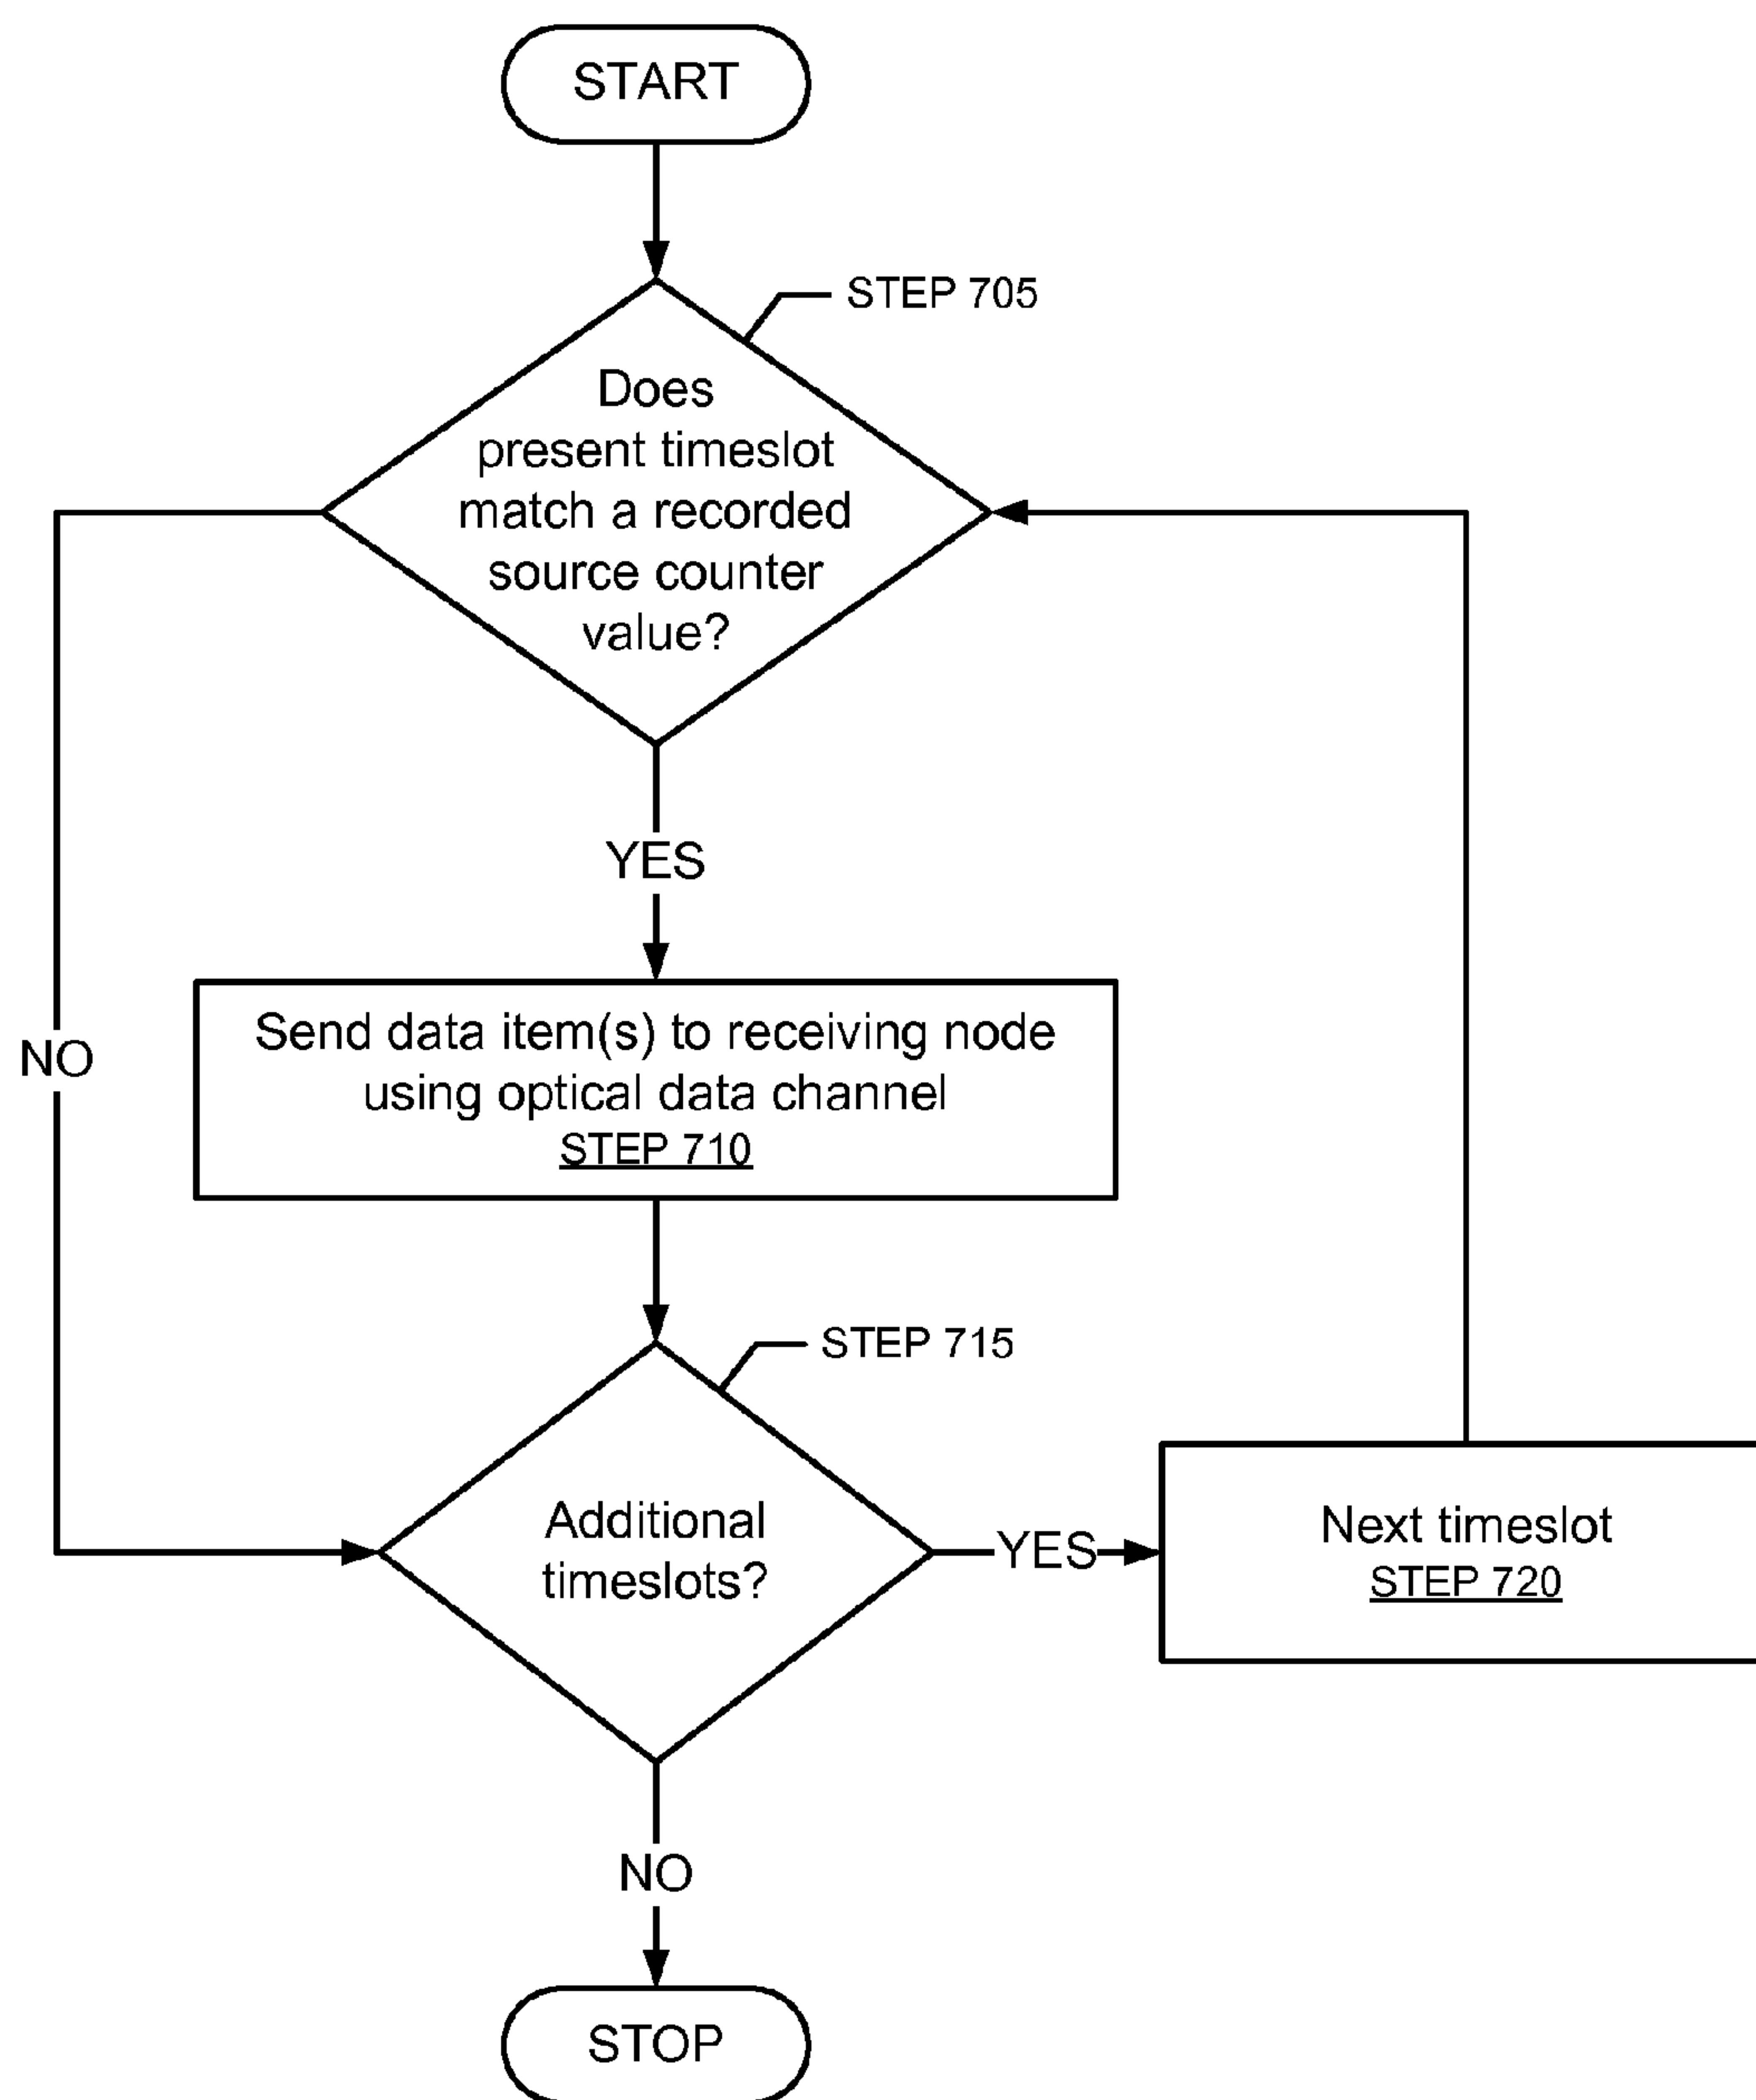 START
STEP 705
Does
present timeslot
match a recorded
source counter
value?
YES
NO
Send data item(s) to receiving node
using optical data channel
STEP 710
STEP 715
Additional
timeslots?
YES
Next timeslot
STEP 720
NO
STOP